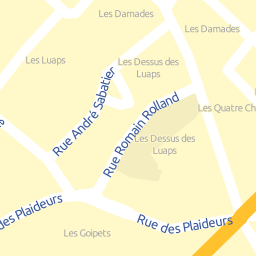 Les Damades
Les Damades
Les Luaps
Les Dessus des
Luaps
Rue André Sabatier
Rue Romain Rolland
Les Quatre Ch
Les Dessus des
Luaps
des Plaideurs
Rue des Plaideurs
Les Goipets